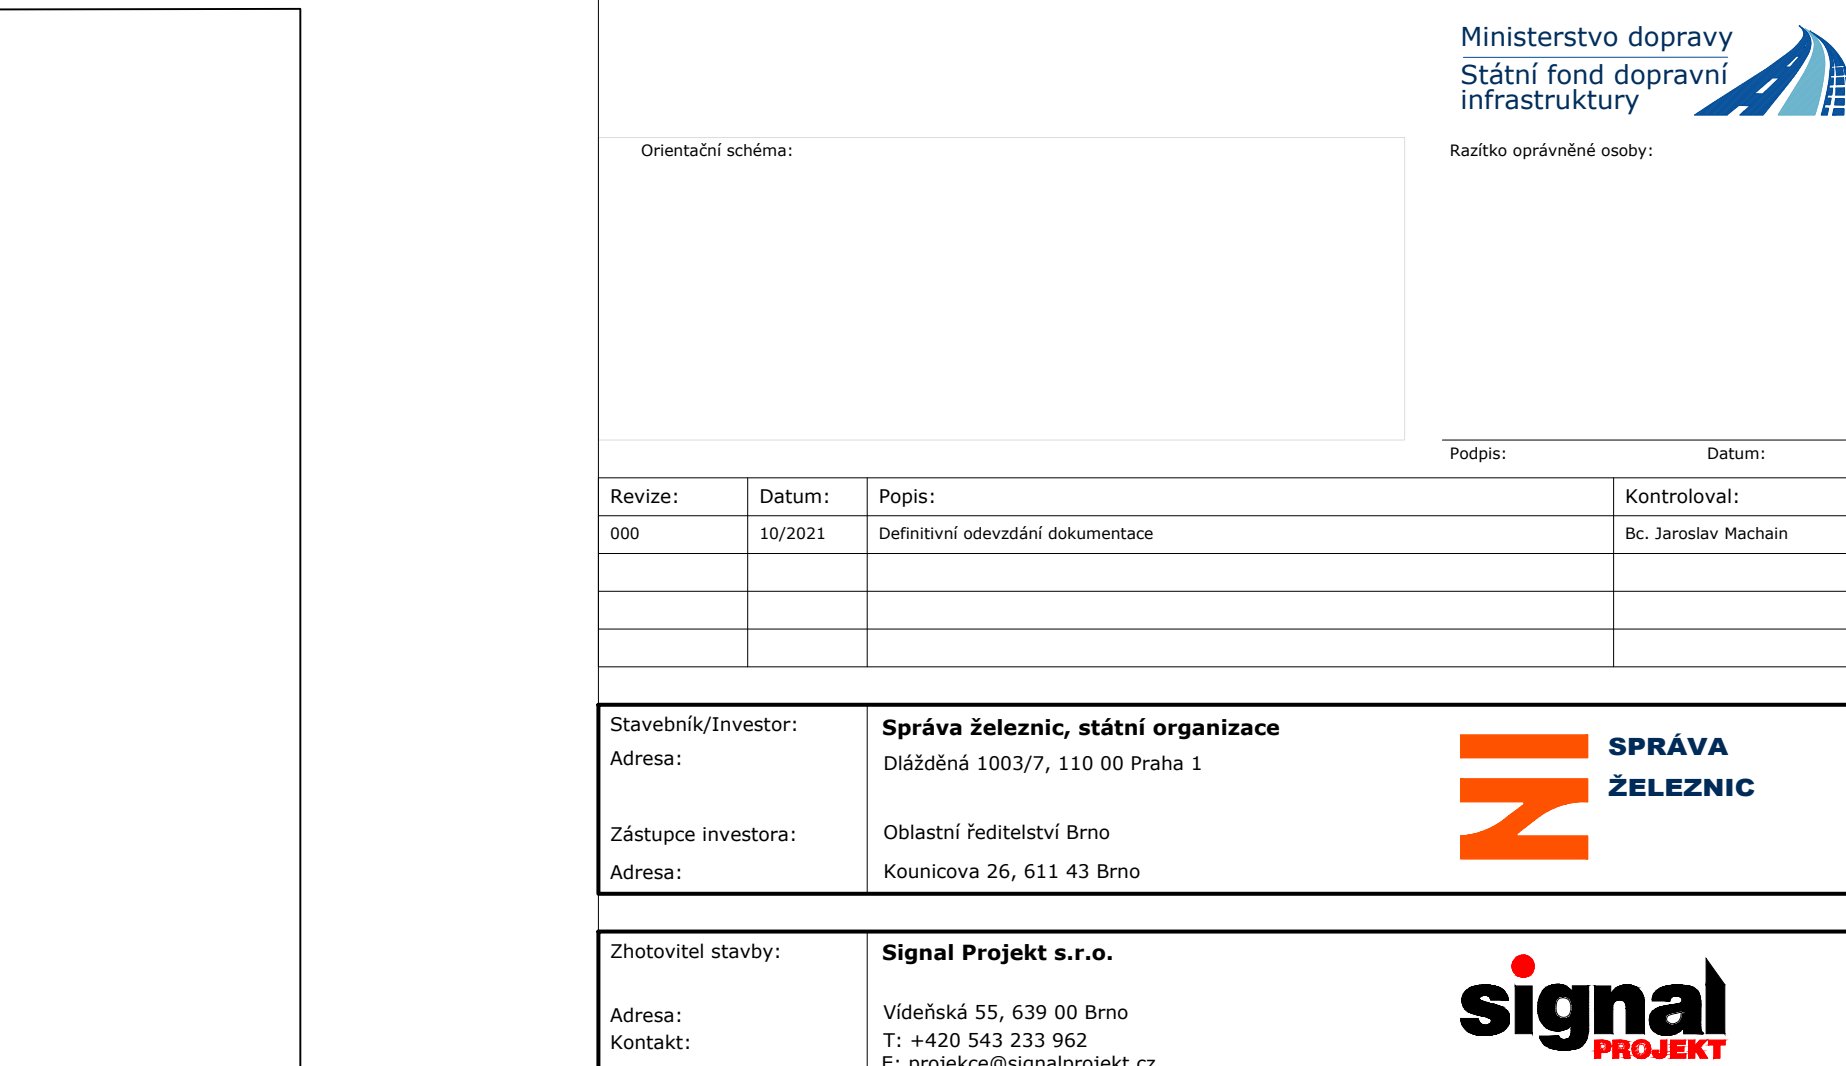 Ministerstvo dopravy
Státní fond dopravní
infrastruktury
Orientační schéma:
Razítko oprávněné osoby:
Podpis: Datum:
Revize: Datum: Popis: Kontroloval:
000 10/2021 Definitivní odevzdání dokumentace Bc. Jaroslav Machain
Stavebník/Investor: Správa železnic, státní organizace
Adresa: Dlážděná 1003/7, 110 00 Praha 1
SPRÁVA
ŽELEZNIC
Zástupce investora: Oblastní ředitelství Brno
Adresa: Kounicova 26, 611 43 Brno
Zhotovitel stavby: Signal Projekt s.r.o.
signal
PROJEKT
Adresa: Vídeňská 55, 639 00 Brno
Kontakt: T: +420 543 233 962
E: projekce@signalprojekt.cz